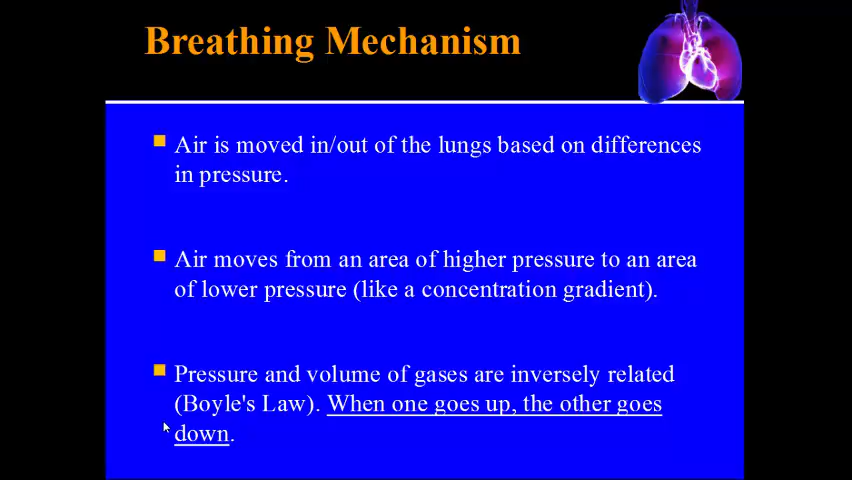 Breathing Mechanism
Air is moved in/out of the lungs based on differences
in pressure.
Air moves from an area of higher pressure to an area
of lower pressure (like a concentration gradient).
Pressure and volume of gases are inversely related
(Boyle's Law). When one goes up, the other goes
down.